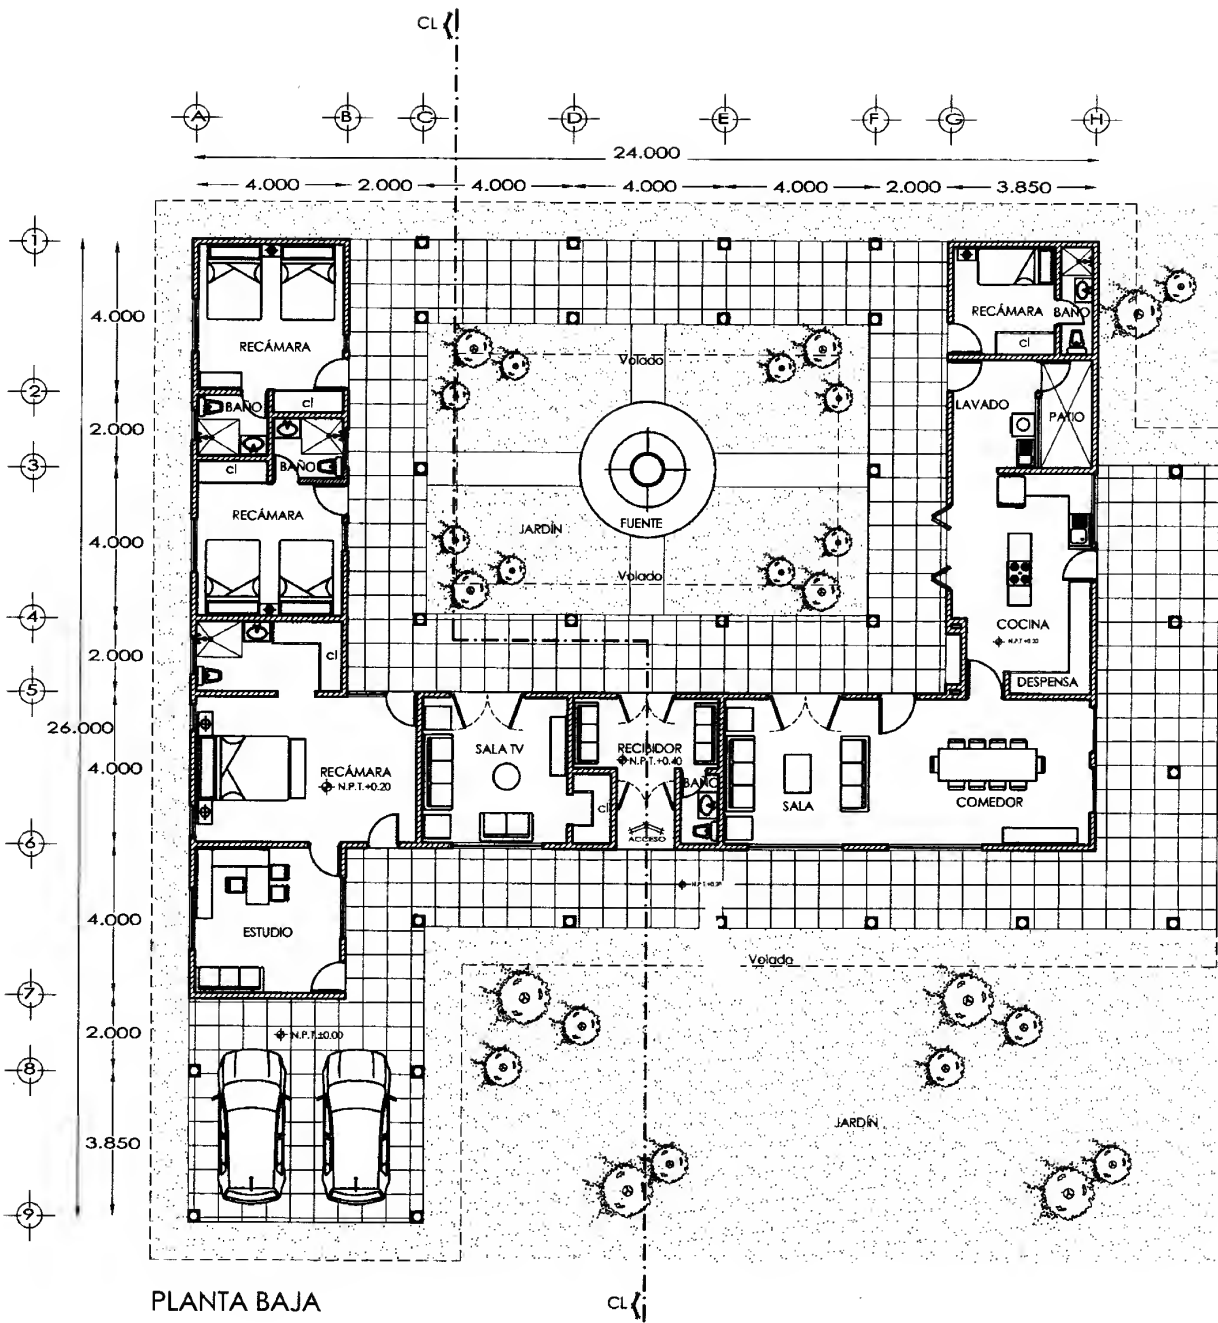 CL
A B C D E F G H
24.000
4.000 2.000 4.000 4.000 4.000 2.000 3.850
1
4.000
RECÁMARA
RECÁMARA BAÑO
cl
Volado
2
BAÑO
cl
LAVADO
PATIO
2.000
3
cl
BAÑO
RECÁMARA
JARDÍN
FUENTE
4.000
Volado
4
COCINA
2.000
cl
DESPENSA
5
26.000
SALA TV
RECIBIDOR
N.P.T.+0.40
4.000
RECÁMARA
N.P.T.+0.20
BAÑO
SALA
COMEDOR
cl
ACCESO
6
4.000
ESTUDIO
Volado
7
2.000
N.P.T.±0.00
8
JARDÍN
3.850
9
PLANTA BAJA
CL